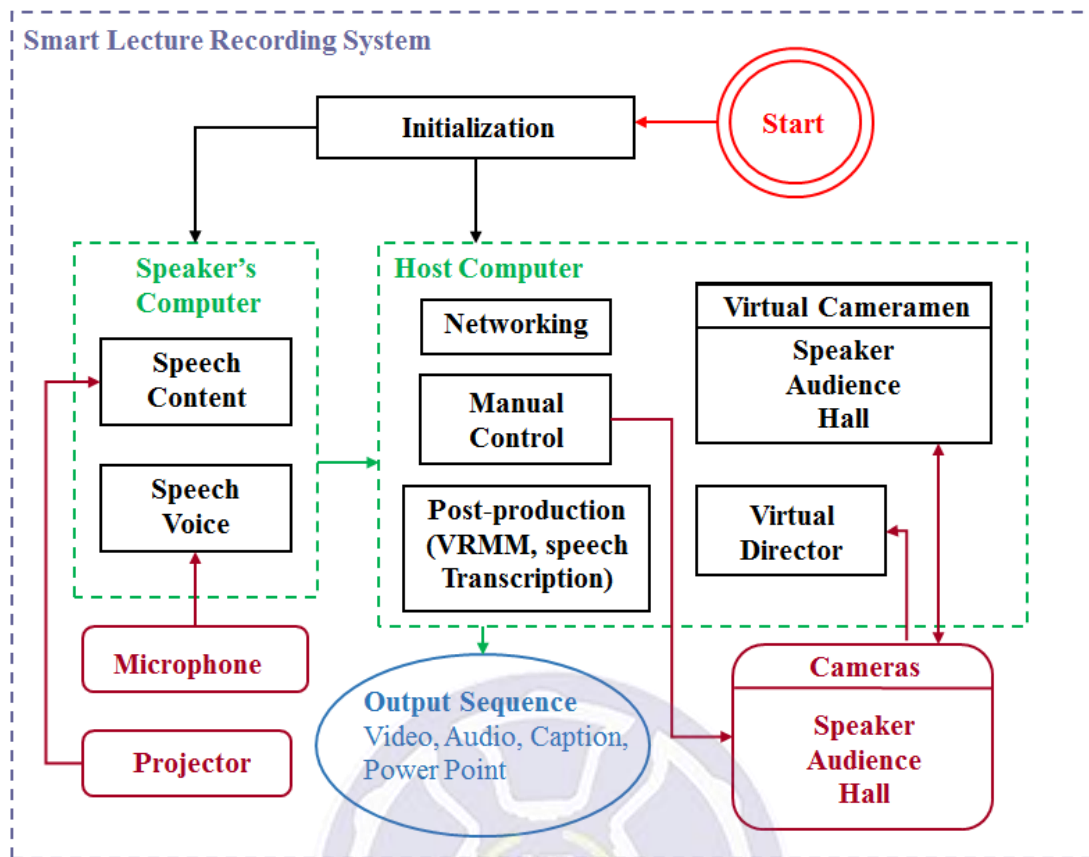 Smart Lecture Recording System
Start
Initialization
Speaker's
Computer
Speech
Content
Speech
Voice
Host Computer
Networking
Manual
Control
Post-production
(VRMM, speech
Transcription)
Virtual Cameramen
Speaker
Audience
Hall
Virtual
Director
Microphone
Projector
Output Sequence
Video, Audio, Caption,
Power Point
Cameras
Speaker
Audience
Hall